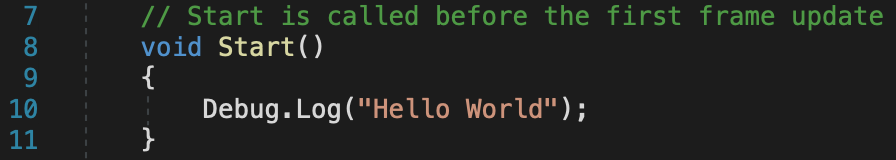 7 // Start is called before the first frame update
8 void Start()
9 {
10 Debug.Log("Hello World");
11 }